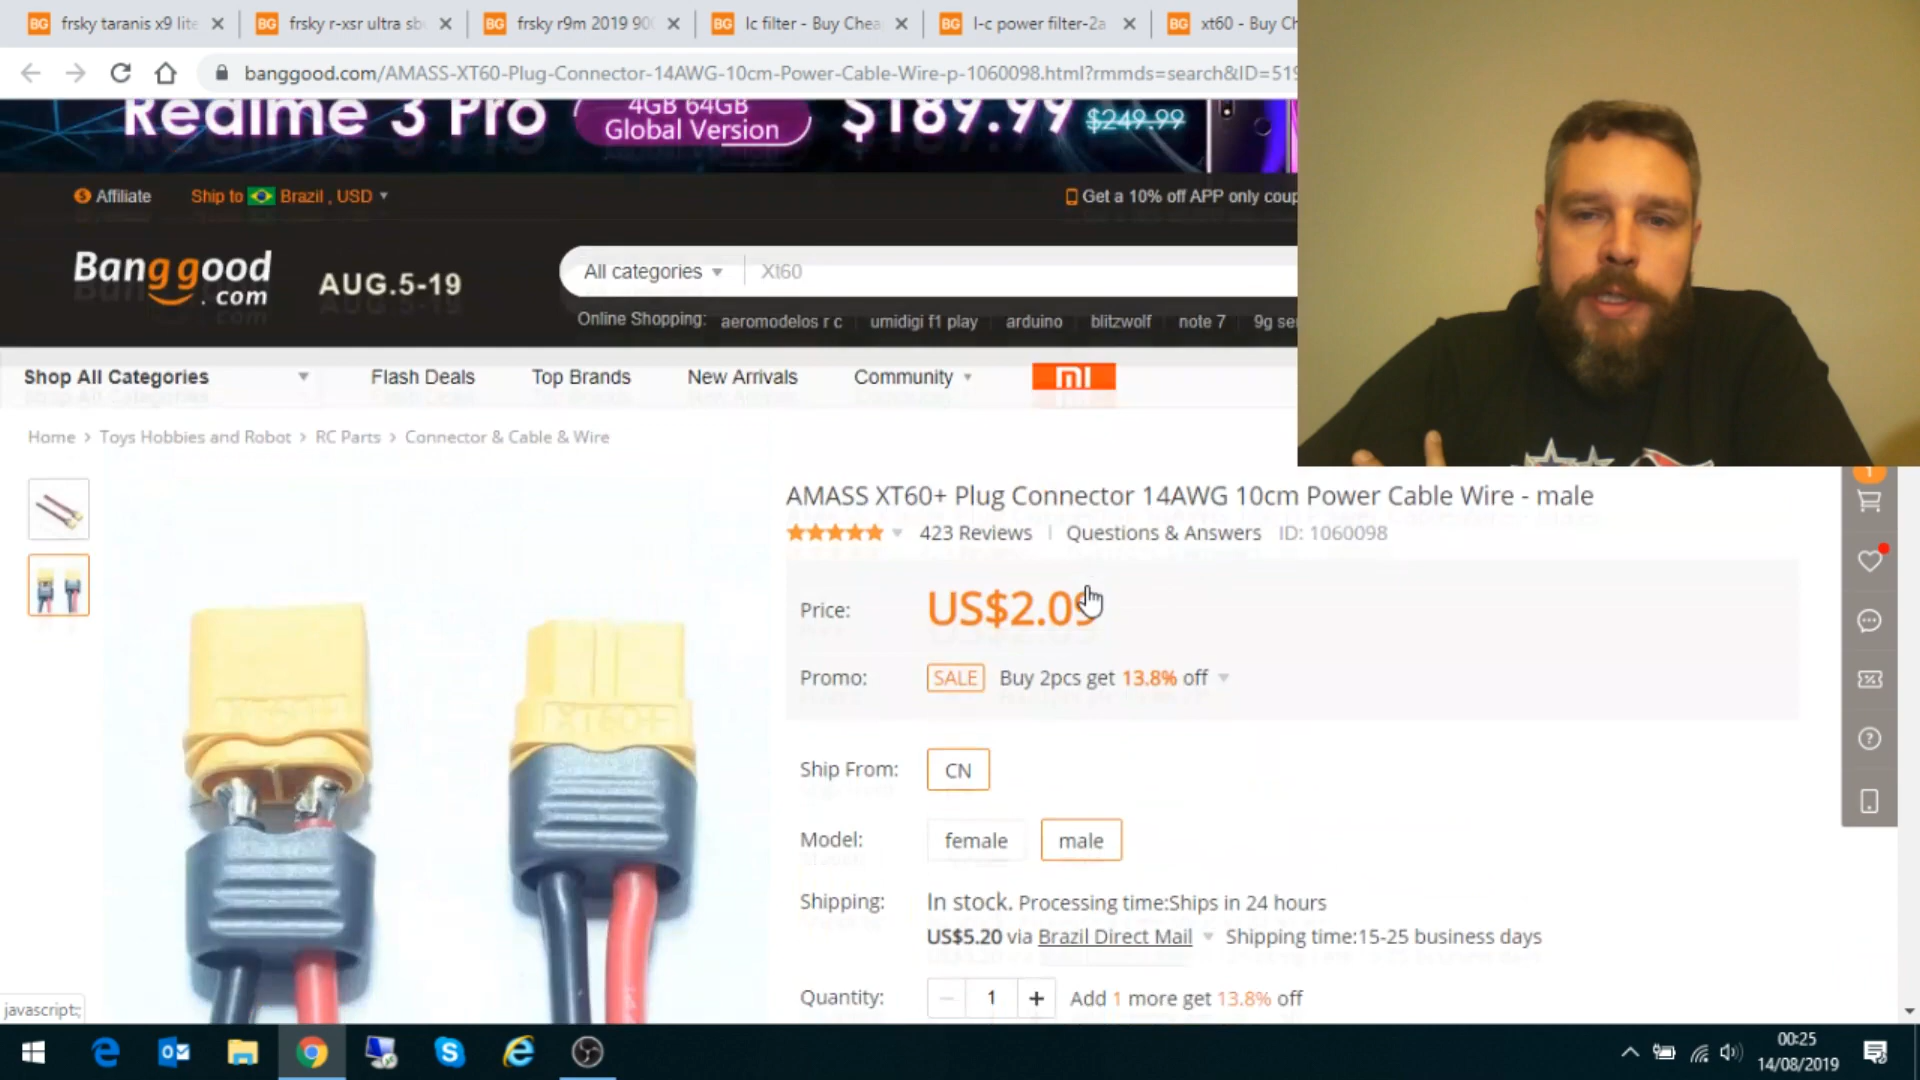 BG frsky taranis x9 lite
BG frsky r-xsr ultra sb
BG frsky r9m 2019 90
BG lc filter - Buy Chea
BG l-c power filter-2a
BG xt60 - Buy Ch
banggood.com/AMASS-XT60-Plug-Connector-14AWG-10cm-Power-Cable-Wire-p-1060098.html?rmmds=search&ID=519
Realme 3 Pro
4GB 64GB
Global Version
$189.99
$249.99
Affiliate
Ship to Brazil , USD
Get a 10% off APP only coup
Banggood
.com
AUG.5-19
All categories
Xt60
Online Shopping: aeromodelos r c umidigi f1 play arduino blitzwolf note 7 9g se
Shop All Categories
Flash Deals
Top Brands
New Arrivals
Community
mi
Home > Toys Hobbies and Robot > RC Parts > Connector & Cable & Wire
AMASS XT60+ Plug Connector 14AWG 10cm Power Cable Wire - male
423 Reviews
Questions & Answers
ID: 1060098
Price: US$2.09
Promo: SALE Buy 2pcs get 13.8% off
Ship From: CN
Model: female male
Shipping: In stock. Processing time:Ships in 24 hours
US$5.20 via Brazil Direct Mail Shipping time:15-25 business days
Quantity: − 1 + Add 1 more get 13.8% off
XT60+
1
javascript:;
00:25
14/08/2019